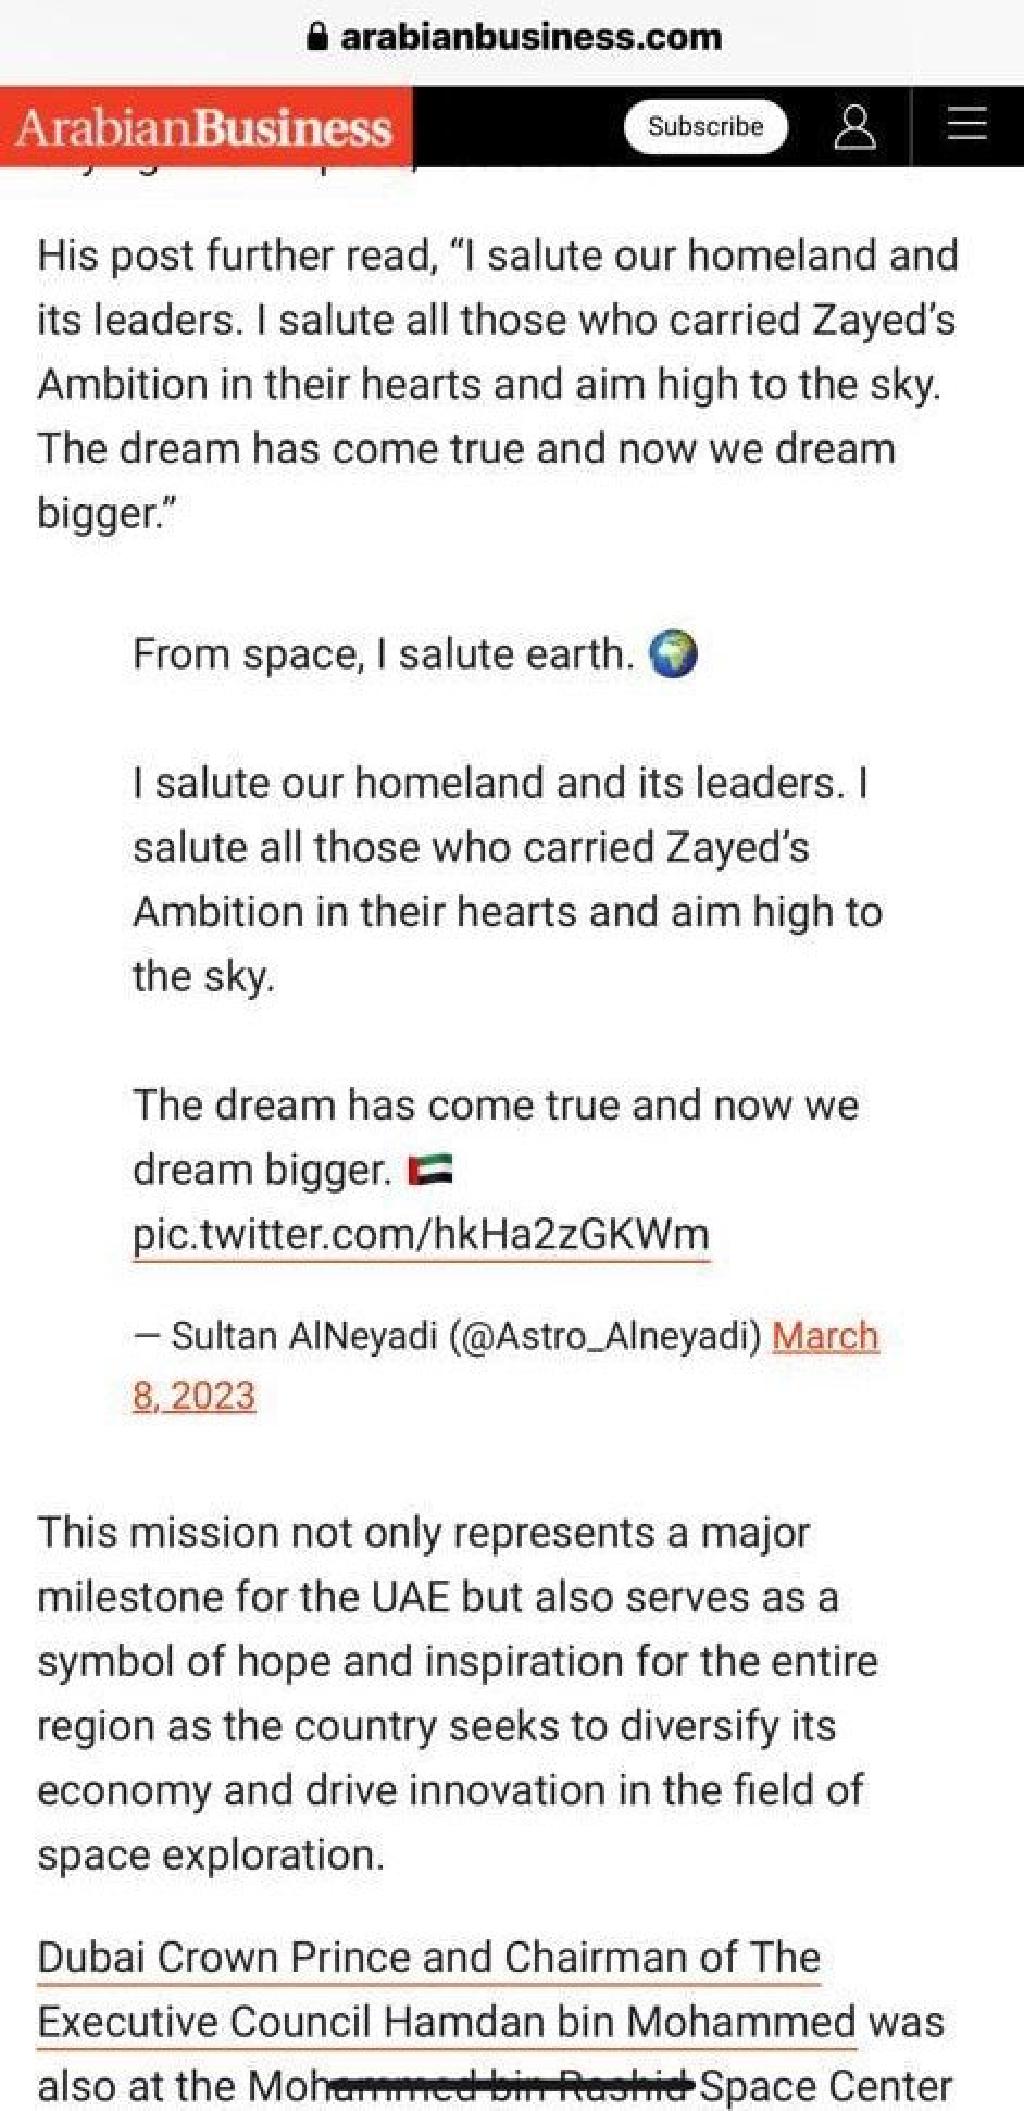 arabianbusiness.com
ArabianBusiness
Subscribe
His post further read, “I salute our homeland and
its leaders. I salute all those who carried Zayed’s
Ambition in their hearts and aim high to the sky.
The dream has come true and now we dream
bigger.”
From space, I salute earth. 🌍
I salute our homeland and its leaders. I
salute all those who carried Zayed’s
Ambition in their hearts and aim high to
the sky.
The dream has come true and now we
dream bigger. 🇦🇪
pic.twitter.com/hkHa2zGKWm
— Sultan AlNeyadi (@Astro_Alneyadi) March
8, 2023
This mission not only represents a major
milestone for the UAE but also serves as a
symbol of hope and inspiration for the entire
region as the country seeks to diversify its
economy and drive innovation in the field of
space exploration.
Dubai Crown Prince and Chairman of The
Executive Council Hamdan bin Mohammed was
also at the Mohammed bin Rashid Space Center